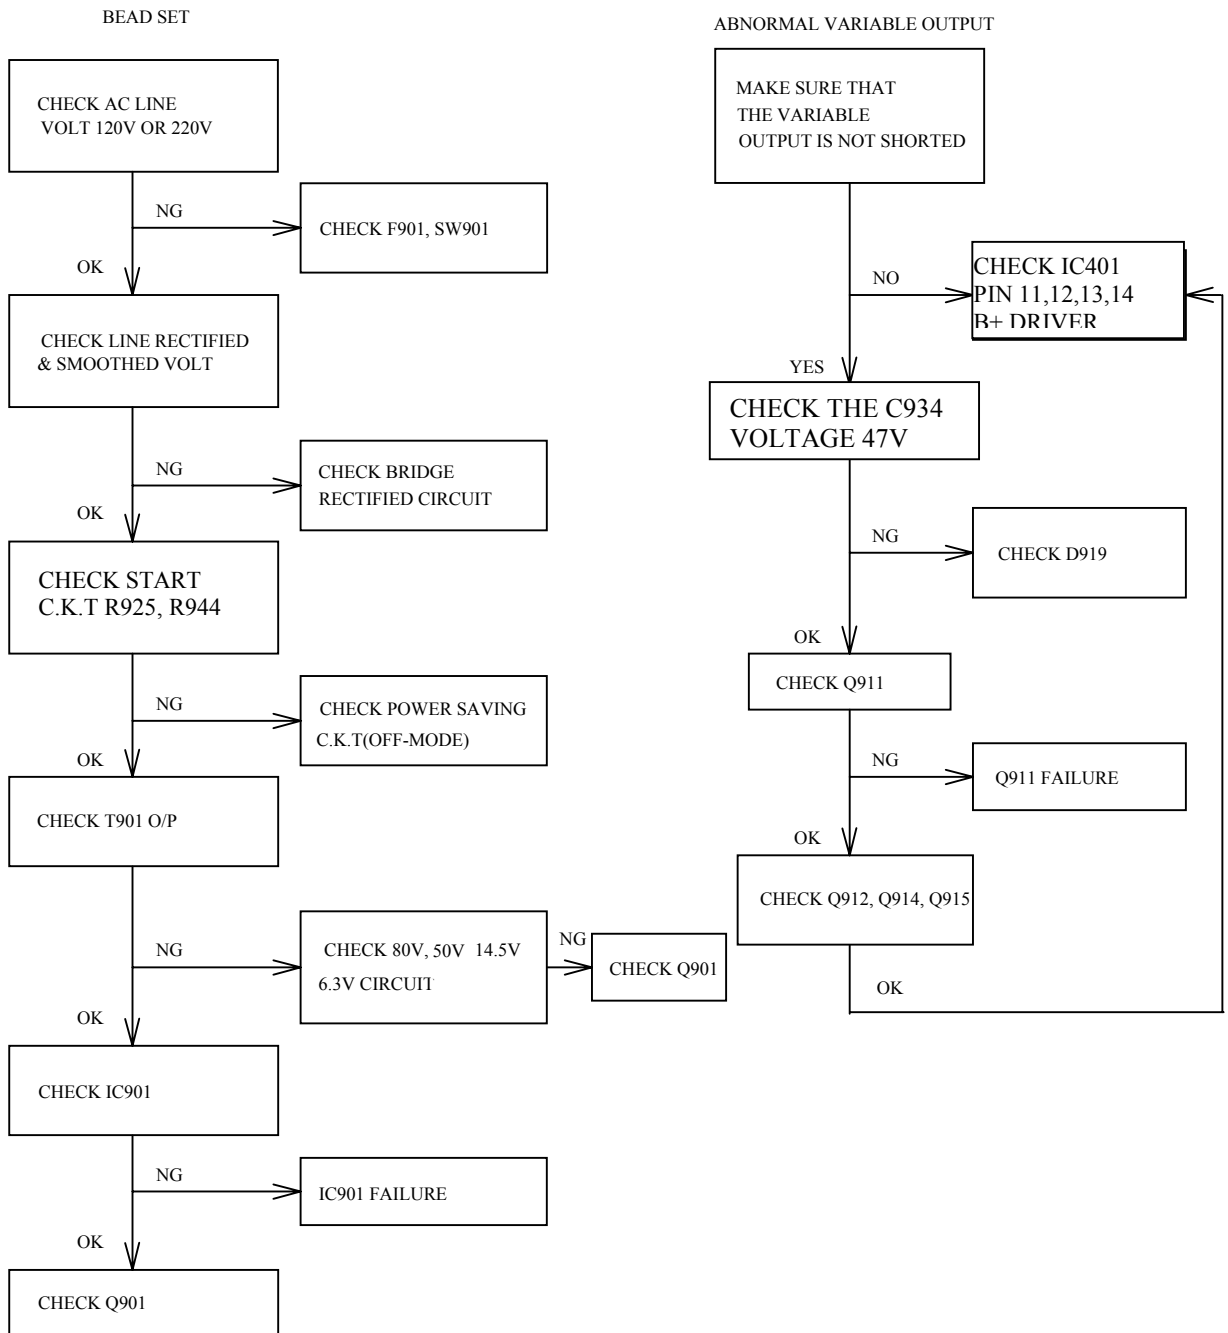 BEAD SET
CHECK AC LINE
VOLT 120V OR 220V
NG
CHECK F901, SW901
OK
CHECK LINE RECTIFIED
& SMOOTHED VOLT
NG
CHECK BRIDGE
RECTIFIED CIRCUIT
OK
CHECK START
C.K.T R925, R944
NG
CHECK POWER SAVING
C.K.T(OFF-MODE)
OK
CHECK T901 O/P
NG
CHECK 80V, 50V 14.5V
6.3V CIRCUIT
NG
CHECK Q901
OK
CHECK IC901
NG
IC901 FAILURE
OK
CHECK Q901
ABNORMAL VARIABLE OUTPUT
MAKE SURE THAT
THE VARIABLE
OUTPUT IS NOT SHORTED
NO
CHECK IC401
PIN 11,12,13,14
B+ DRIVER
YES
CHECK THE C934
VOLTAGE 47V
NG
CHECK D919
OK
CHECK Q911
NG
Q911 FAILURE
OK
CHECK Q912, Q914, Q915
OK